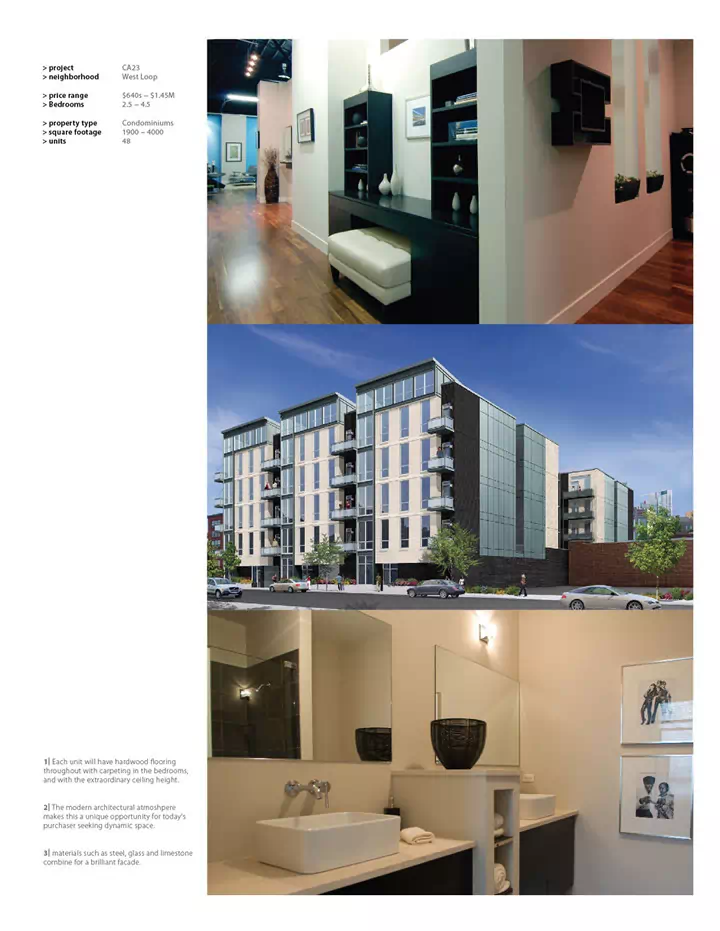 > project CA23
> neighborhood West Loop
> price range $640s – $1.45M
> Bedrooms 2.5 – 4.5
> property type Condominiums
> square footage 1900 – 4000
> units 48
1| Each unit will have hardwood flooring
throughout with carpeting in the bedrooms,
and with the extraordinary ceiling height.
2| The modern architectural atmoshpere
makes this a unique opportunity for today's
purchaser seeking dynamic space.
3| materials such as steel, glass and limestone
combine for a brilliant facade.